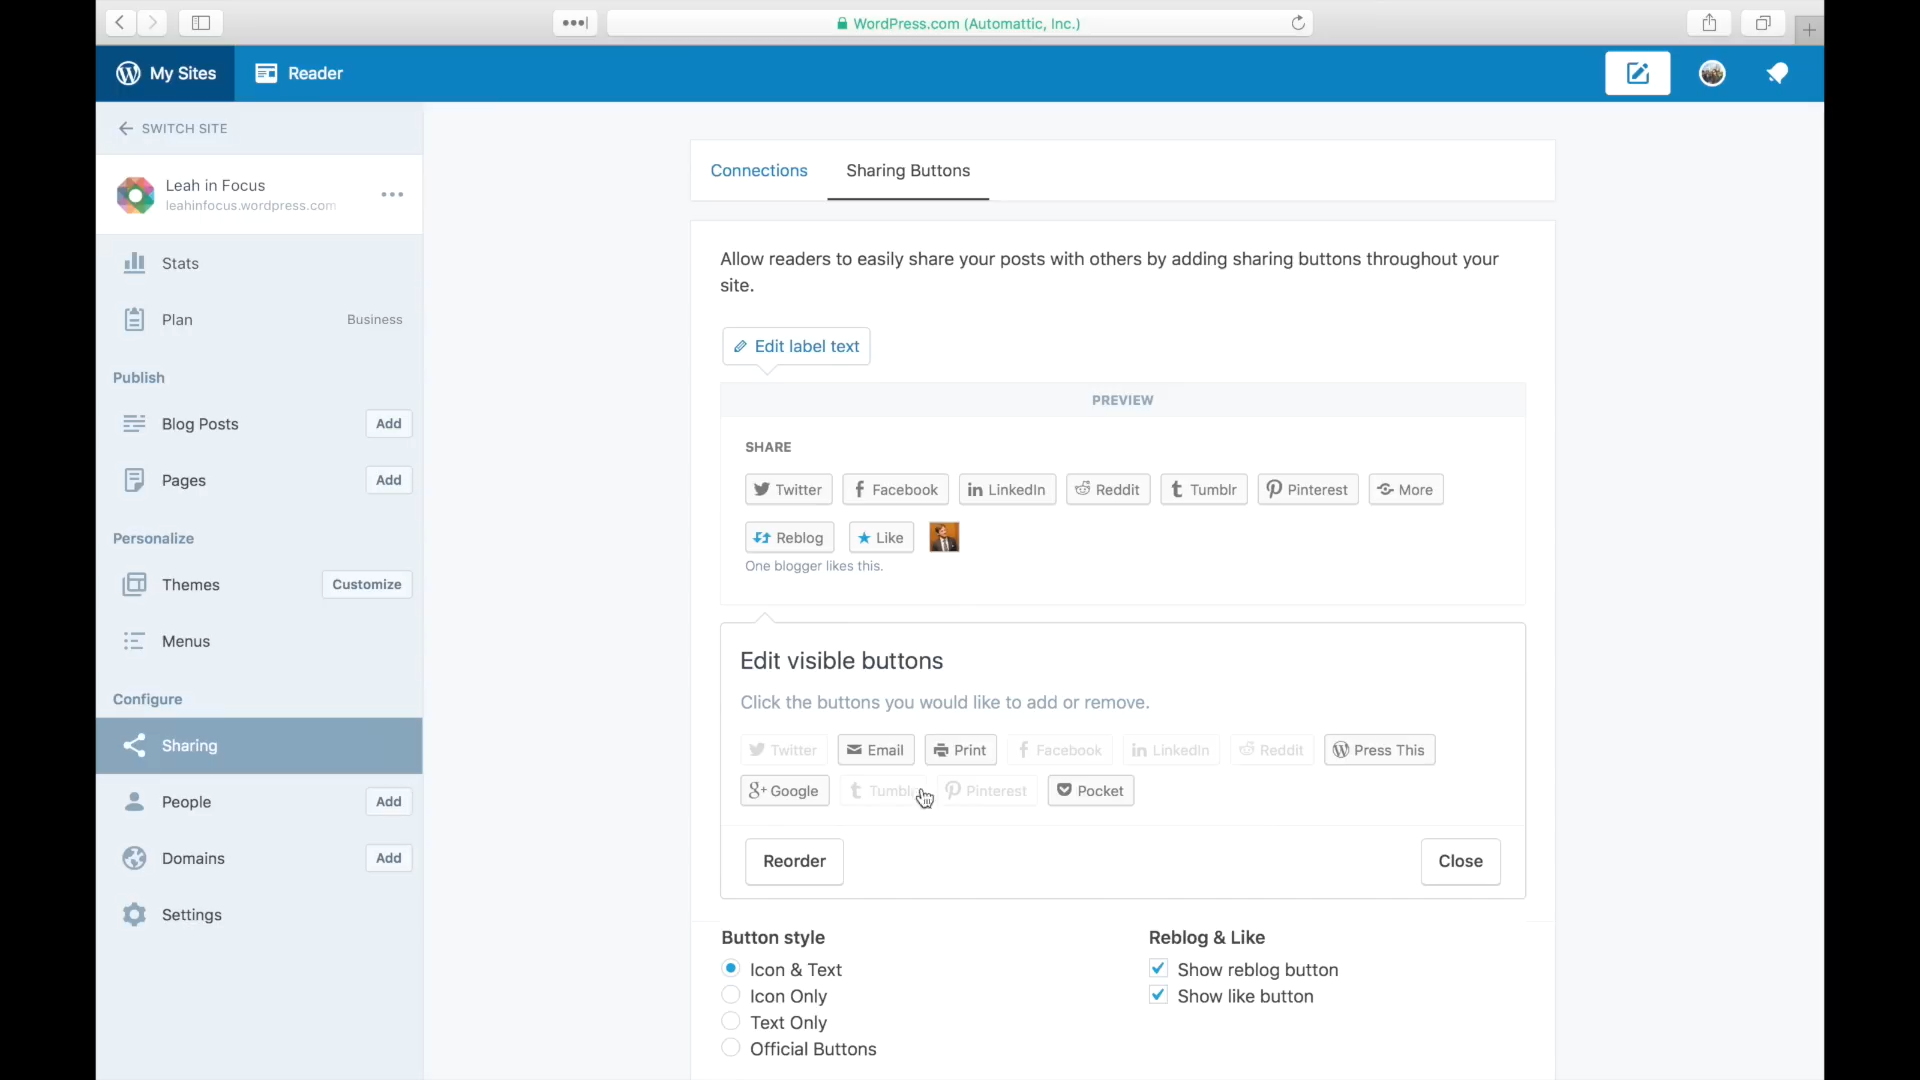 WordPress.com (Automattic, Inc.)
My Sites
Reader
SWITCH SITE
Leah in Focus
leahinfocus.wordpress.com
Stats
Plan Business
Publish
Blog Posts Add
Pages Add
Personalize
Themes Customize
Menus
Configure
Sharing
People Add
Domains Add
Settings
Connections Sharing Buttons
Allow readers to easily share your posts with others by adding sharing buttons throughout your
site.
Edit label text
PREVIEW
SHARE
Twitter Facebook LinkedIn Reddit Tumblr Pinterest More
Reblog Like
One blogger likes this.
Edit visible buttons
Click the buttons you would like to add or remove.
Twitter Email Print Facebook LinkedIn Reddit Press This
Google Tumblr Pinterest Pocket
Reorder Close
Button style
Icon & Text
Icon Only
Text Only
Official Buttons
Reblog & Like
Show reblog button
Show like button